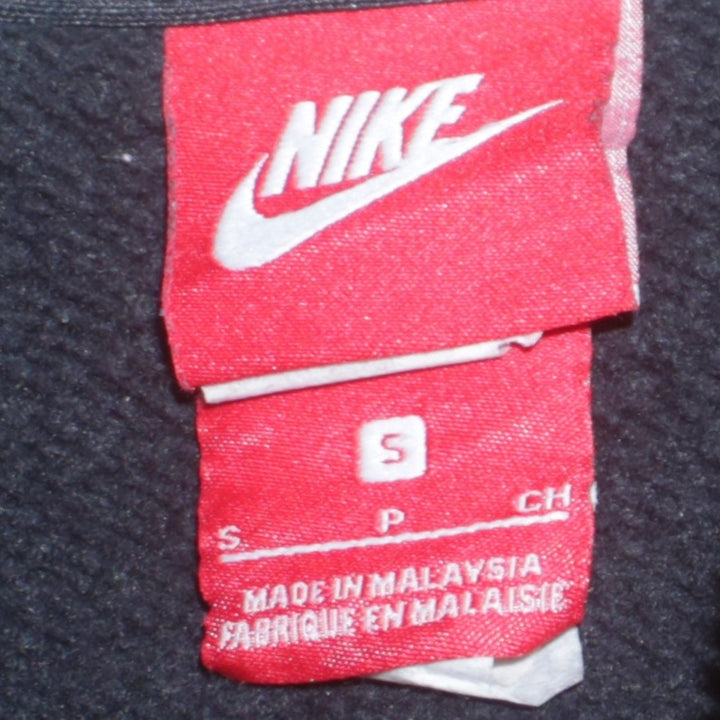 NIKE
S
S P CH
MADE IN MALAYSIA
FABRIQUE EN MALAISIE